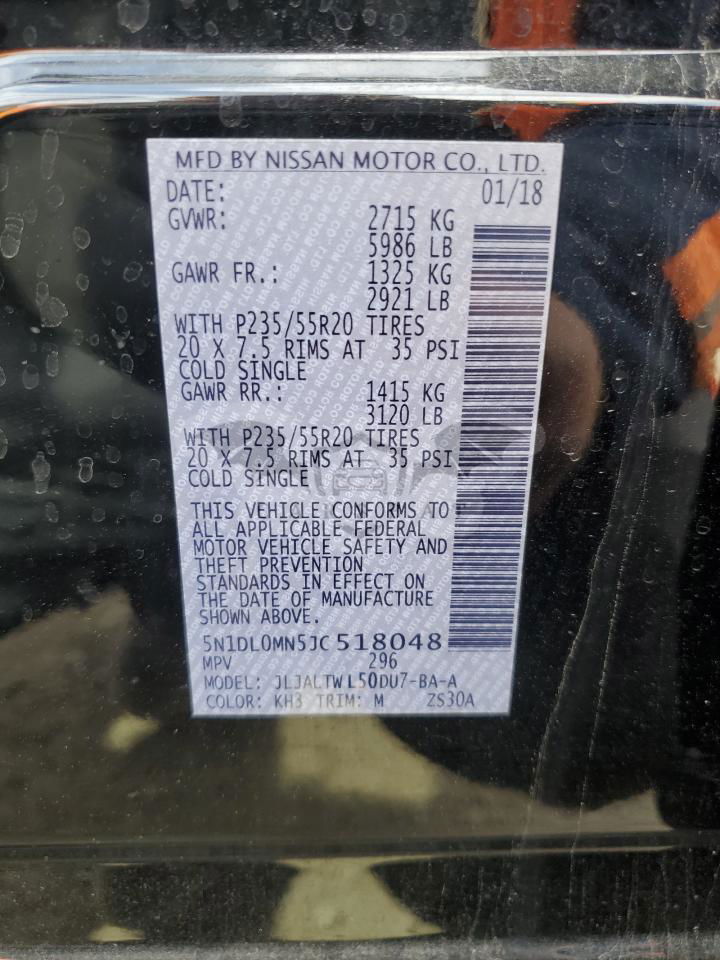 MFD BY NISSAN MOTOR CO., LTD.
DATE: 01/18
GVWR: 2715 KG
5986 LB
GAWR FR.: 1325 KG
2921 LB
WITH P235/55R20 TIRES
20 X 7.5 RIMS AT 35 PSI
COLD SINGLE
GAWR RR.: 1415 KG
3120 LB
WITH P235/55R20 TIRES
20 X 7.5 RIMS AT 35 PSI
COLD SINGLE
THIS VEHICLE CONFORMS TO
ALL APPLICABLE FEDERAL
MOTOR VEHICLE SAFETY AND
THEFT PREVENTION
STANDARDS IN EFFECT ON
THE DATE OF MANUFACTURE
SHOWN ABOVE.
5N1DL0MN5JC518048
MPV 296
MODEL: JLJALTWL50DU7-BA-A
COLOR: KH3 TRIM: M ZS30A